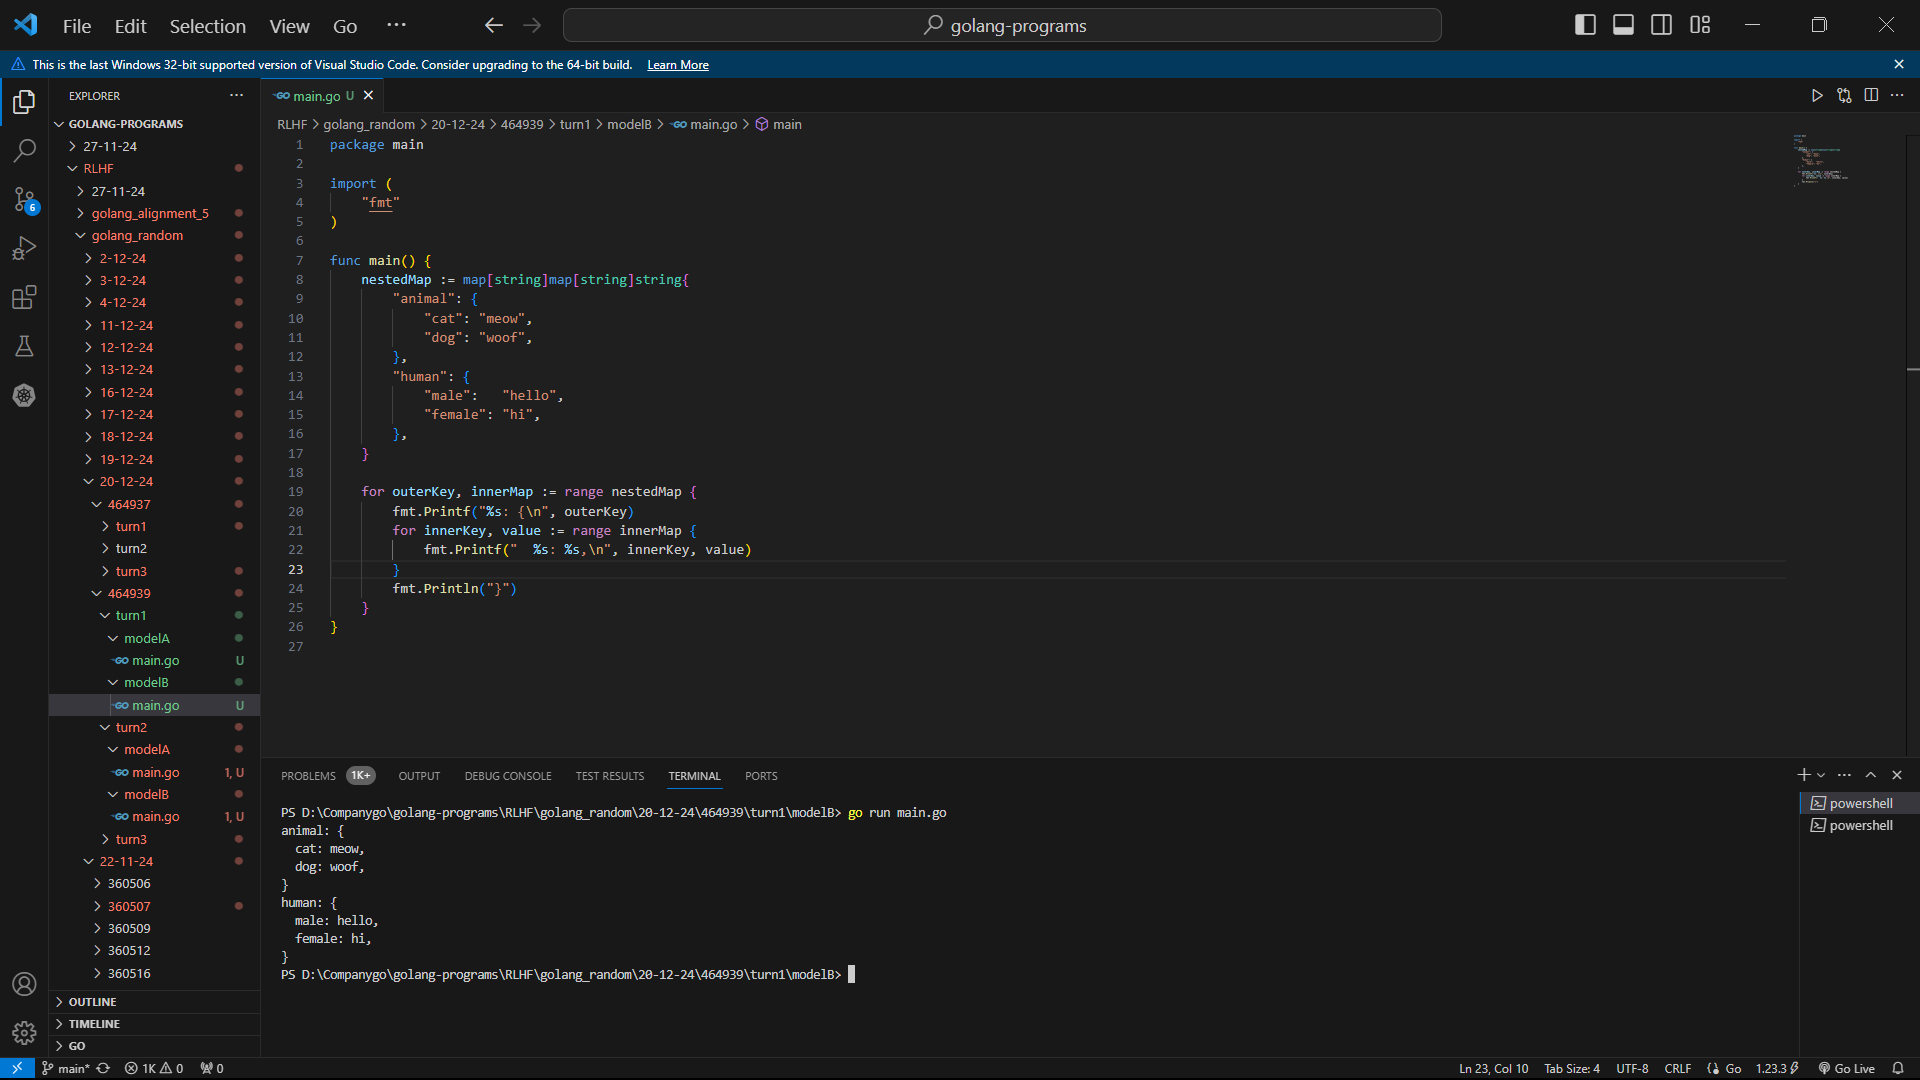 File Edit Selection View Go ··· golang-programs
This is the last Windows 32-bit supported version of Visual Studio Code. Consider upgrading to the 64-bit build. Learn More
EXPLORER
GOLANG-PROGRAMS
27-11-24
RLHF
27-11-24
golang_alignment_5
golang_random
2-12-24
3-12-24
4-12-24
11-12-24
12-12-24
13-12-24
16-12-24
17-12-24
18-12-24
19-12-24
20-12-24
464937
turn1
turn2
turn3
464939
turn1
modelA
main.go U
modelB
main.go U
turn2
modelA
main.go 1, U
modelB
main.go 1, U
turn3
22-11-24
360506
360507
360509
360512
360516
OUTLINE
TIMELINE
GO
main.go U
RLHF > golang_random > 20-12-24 > 464939 > turn1 > modelB > main.go > main
1 package main
2
3 import (
4 "fmt"
5 )
6
7 func main() {
8 nestedMap := map[string]map[string]string{
9 "animal": {
10 "cat": "meow",
11 "dog": "woof",
12 },
13 "human": {
14 "male":   "hello",
15 "female": "hi",
16 },
17 }
18
19 for outerKey, innerMap := range nestedMap {
20 fmt.Printf("%s: {\n", outerKey)
21 for innerKey, value := range innerMap {
22 fmt.Printf("  %s: %s,\n", innerKey, value)
23 }
24 fmt.Println("}")
25 }
26 }
27
PROBLEMS 1K+ OUTPUT DEBUG CONSOLE TEST RESULTS TERMINAL PORTS
PS D:\Companygo\golang-programs\RLHF\golang_random\20-12-24\464939\turn1\modelB> go run main.go
animal: {
  cat: meow,
  dog: woof,
}
human: {
  male: hello,
  female: hi,
}
PS D:\Companygo\golang-programs\RLHF\golang_random\20-12-24\464939\turn1\modelB>
powershell
powershell
6
main* 1K 0 0 Ln 23, Col 10 Tab Size: 4 UTF-8 CRLF Go 1.23.3 Go Live